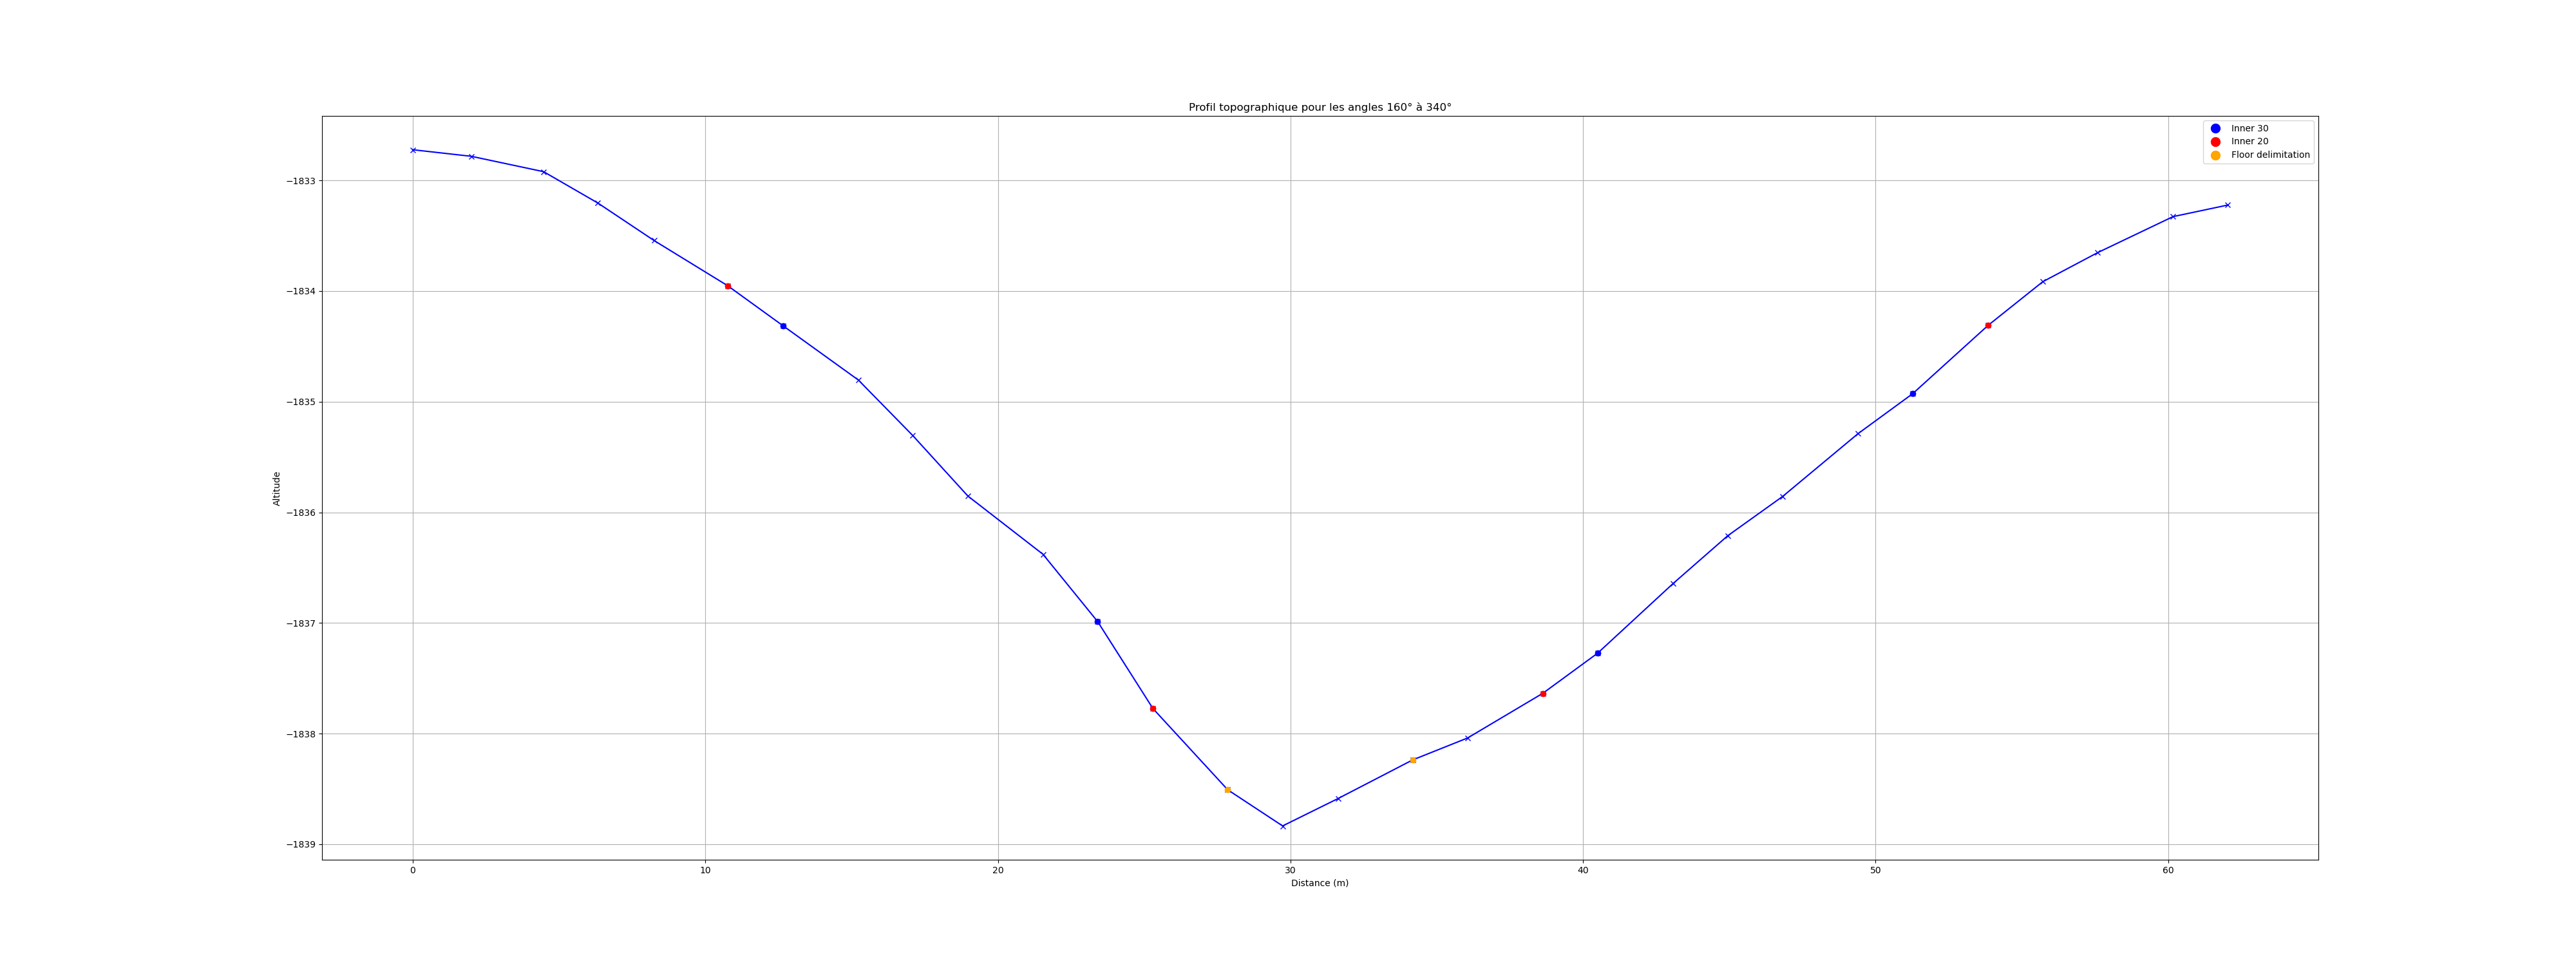 Profil topographique pour les angles 160° à 340°
Inner 30
Inner 20
Floor delimitation
Altitude
−1833
−1834
−1835
−1836
−1837
−1838
−1839
0 10 20 30 40 50 60
Distance (m)